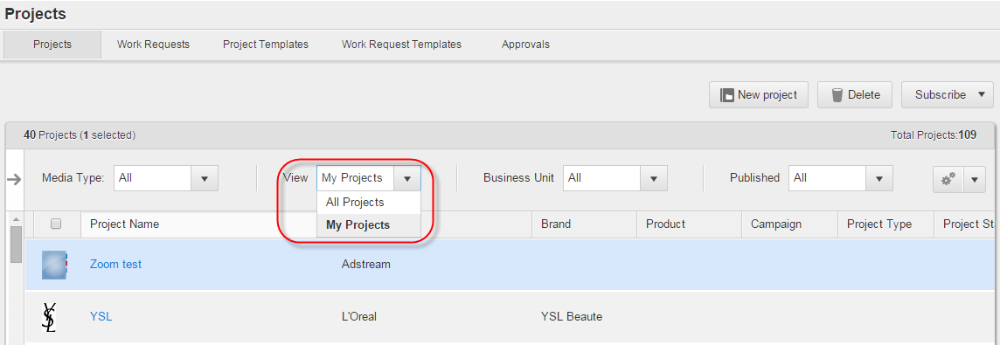 Projects
Projects Work Requests Project Templates Work Request Templates Approvals
New project Delete Subscribe
40 Projects (1 selected) Total Projects:109
Media Type: All View My Projects Business Unit All Published All
All Projects
My Projects
Project Name Brand Product Campaign Project Type Project St
Zoom test Adstream
YSL YSL L'Oreal YSL Beaute